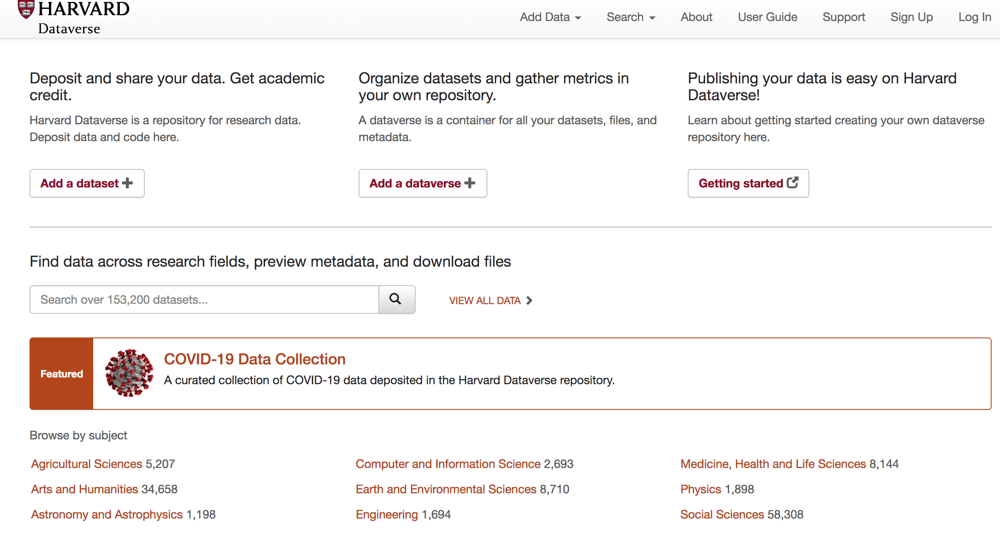 VE RI
TAS
HARVARD
Dataverse
Add Data
Search
About
User Guide
Support
Sign Up
Log In
Deposit and share your data. Get academic
credit.
Harvard Dataverse is a repository for research data.
Deposit data and code here.
Add a dataset
Organize datasets and gather metrics in
your own repository.
A dataverse is a container for all your datasets, files, and
metadata.
Add a dataverse
Publishing your data is easy on Harvard
Dataverse!
Learn about getting started creating your own dataverse
repository here.
Getting started
Find data across research fields, preview metadata, and download files
Search over 153,200 datasets...
VIEW ALL DATA
Featured
COVID-19 Data Collection
A curated collection of COVID-19 data deposited in the Harvard Dataverse repository.
Browse by subject
Agricultural Sciences 5,207
Arts and Humanities 34,658
Astronomy and Astrophysics 1,198
Computer and Information Science 2,693
Earth and Environmental Sciences 8,710
Engineering 1,694
Medicine, Health and Life Sciences 8,144
Physics 1,898
Social Sciences 58,308